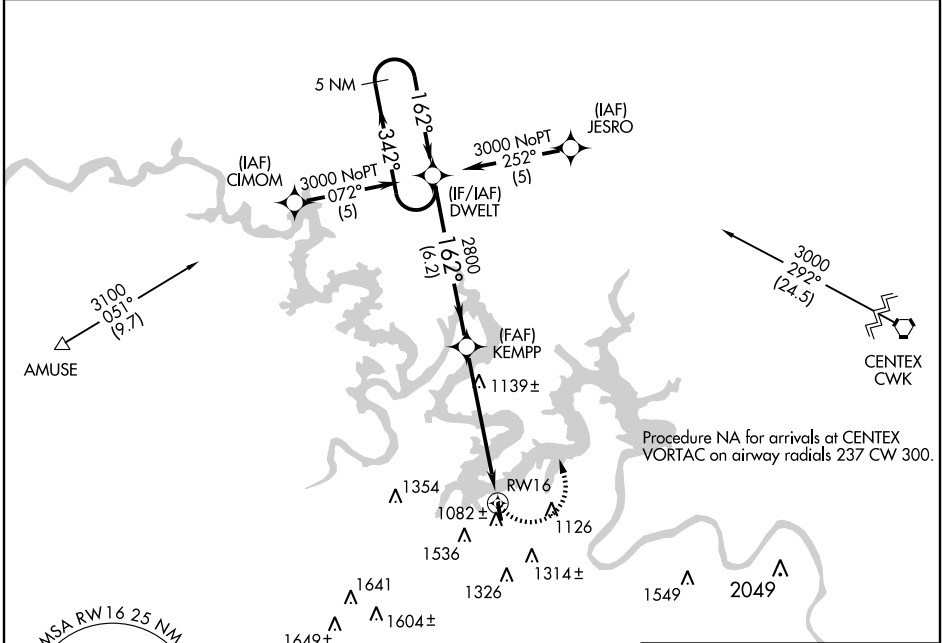 5 NM
162°
342°
(IAF)
JESRO
3000 NoPT
252°
(5)
(IAF)
CIMOM
3000 NoPT
072°
(5)
(IF/IAF)
DWELT
2800
162°
(6.2)
3100
051°
(9.7)
AMUSE
3000
292°
(24.5)
CENTEX
CWK
(FAF)
KEMPP
1139±
Procedure NA for arrivals at CENTEX
VORTAC on airway radials 237 CW 300.
RW16
1354
1082±
1126
1536
1314±
1326
1549
2049
1641
1604±
1649±
MSA RW16 25 NM